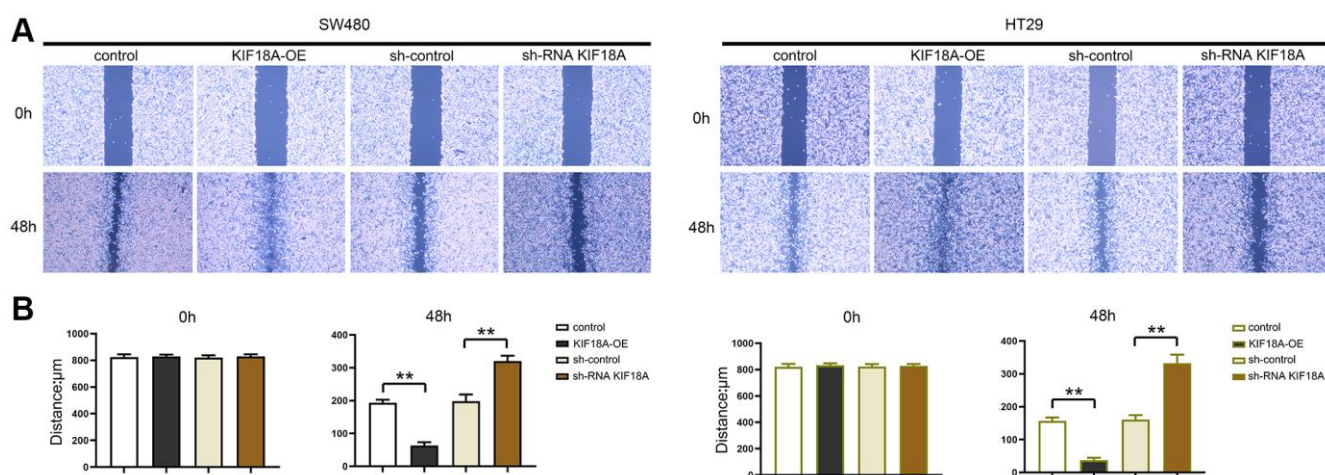 A
SW480
HT29
control KIF18A-OE sh-control sh-RNA KIF18A
control KIF18A-OE sh-control sh-RNA KIF18A
0h
0h
48h
48h
B
0h
Distance:µm
1000
800
600
400
200
0
48h
400
300
200
100
0
**
**
control
KIF18A-OE
sh-control
sh-RNA KIF18A
0h
Distance:µm
1000
800
600
400
200
0
48h
400
300
200
100
0
**
**
control
KIF18A-OE
sh-control
sh-RNA KIF18A